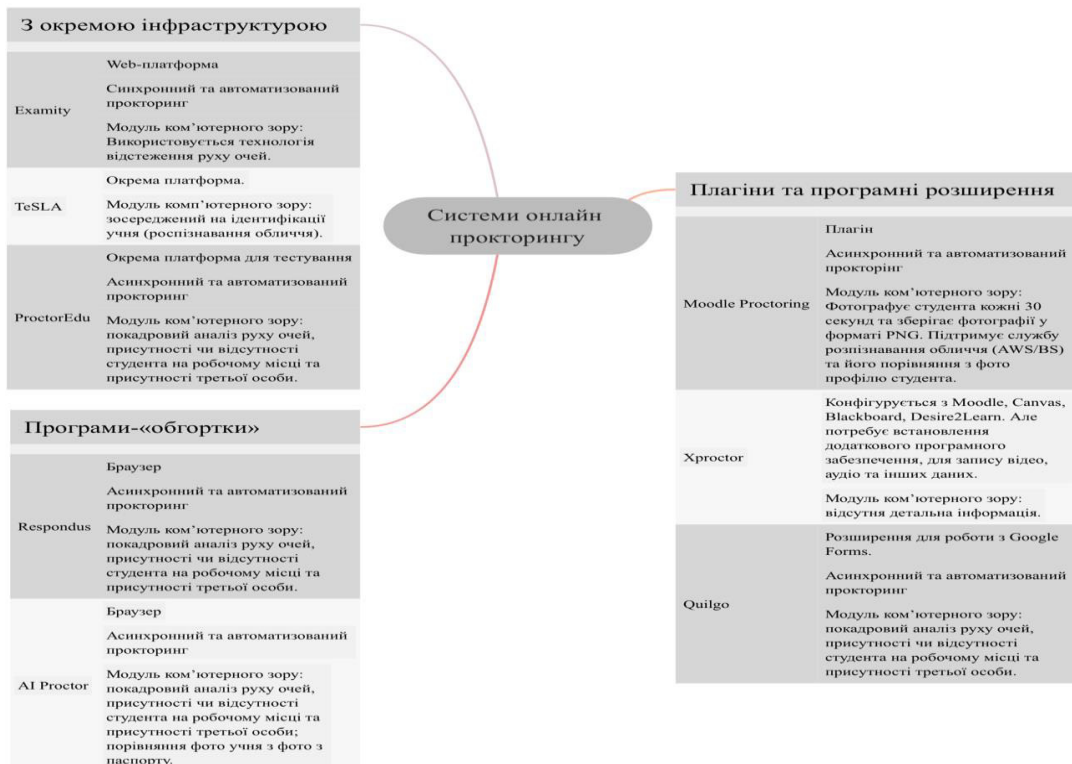 Системи онлайн
прокторингу
З окремою інфраструктурою
Examity
Web-платформа
Синхронний та автоматизований
прокторинг
Модуль ком’ютерного зору:
Використовується технологія
відстеження руху очей.
TeSLA
Окрема платформа.
Модуль комп’ютерного зору:
зосереджений на ідентифікації
учня (роспізнавання обличчя).
ProctorEdu
Окрема платформа для тестування
Асинхронний та автоматизований
прокторинг
Модуль ком’ютерного зору:
покадровий аналіз руху очей,
присутності чи відсутності
студента на робочому місці та
присутності третьої особи.
Програми-«обгортки»
Respondus
Браузер
Асинхронний та автоматизований
прокторинг
Модуль ком’ютерного зору:
покадровий аналіз руху очей,
присутності чи відсутності
студента на робочому місці та
присутності третьої особи.
AI Proctor
Браузер
Асинхронний та автоматизований
прокторинг
Модуль ком’ютерного зору:
покадровий аналіз руху очей,
присутності чи відсутності
студента на робочому місці та
присутності третьої особи;
порівняння фото учня з фото з
паспорту.
Плагіни та програмні розширення
Moodle Proctoring
Плагін
Асинхронний та автоматизований
прокторінг
Модуль ком’ютерного зору:
Фотографує студента кожні 30
секунд та зберігає фотографії у
форматі PNG. Підтримує службу
розпізнавання обличчя (AWS/BS)
та його порівняння з фото
профілю студента.
Xproctor
Конфігурується з Moodle, Canvas,
Blackboard, Desire2Learn. Але
потребує встановлення
додаткового програмного
забезпечення, для запису відео,
аудіо та інших даних.
Модуль ком’ютерного зору:
відсутня детальна інформація.
Quilgo
Розширення для роботи з Google
Forms.
Асинхронний та автоматизований
прокторинг
Модуль ком’ютерного зору:
покадровий аналіз руху очей,
присутності чи відсутності
студента на робочому місці та
присутності третьої особи.